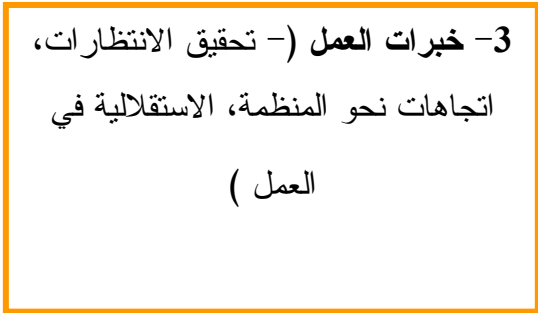 3- خبرات العمل (- تحقيق الانتظارات،
اتجاهات نحو المنظمة، الاستقلالية في
العمل )